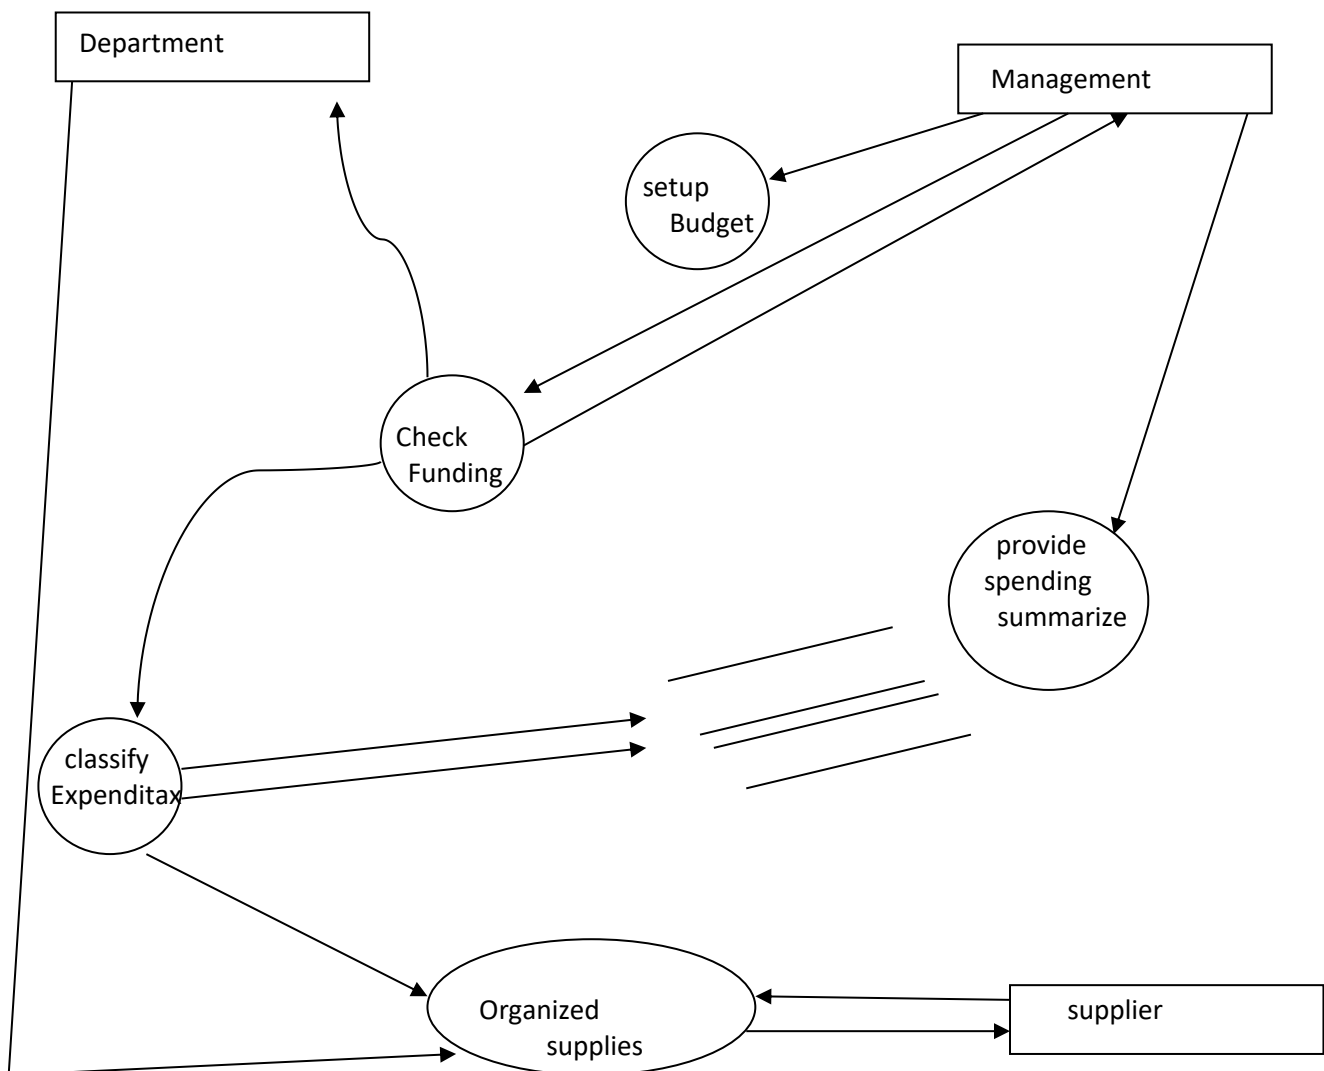 Department
Management
setup
Budget
Check
Funding
provide
spending
summarize
classify
Expenditax
Organized
supplies
supplier